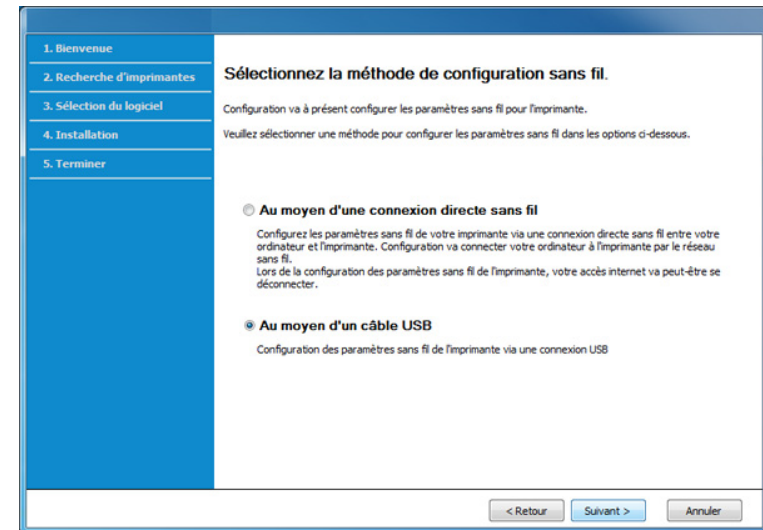 1. Bienvenue
2. Recherche d'imprimantes
3. Sélection du logiciel
4. Installation
5. Terminer
Sélectionnez la méthode de configuration sans fil.
Configuration va à présent configurer les paramètres sans fil pour l'imprimante.
Veuillez sélectionner une méthode pour configurer les paramètres sans fil dans les options ci-dessous.
Au moyen d'une connexion directe sans fil
Configurez les paramètres sans fil de votre imprimante via une connexion directe sans fil entre votre
ordinateur et l'imprimante. Configuration va connecter votre ordinateur à l'imprimante par le réseau
sans fil.
Lors de la configuration des paramètres sans fil de l'imprimante, votre accès internet va peut-être se
déconnecter.
Au moyen d'un câble USB
Configuration des paramètres sans fil de l'imprimante via une connexion USB
< Retour
Suivant >
Annuler